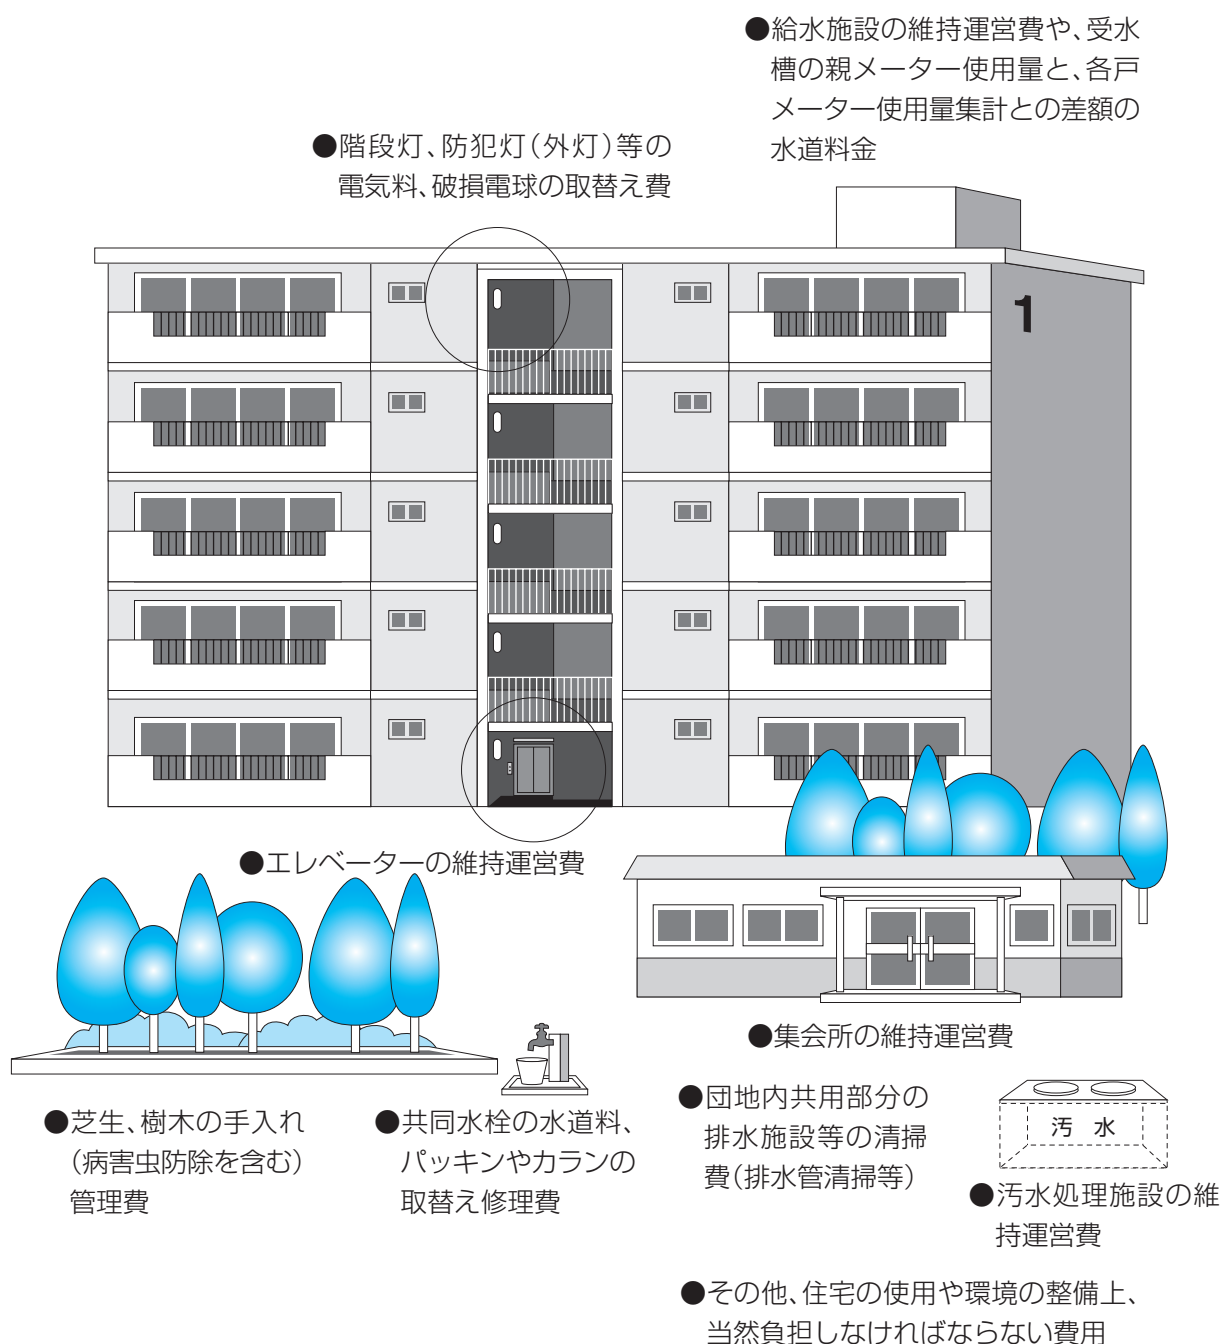 ●給水施設の維持運営費や、受水
槽の親メーター使用量と、各戸
メーター使用量集計との差額の
水道料金
●階段灯、防犯灯(外灯)等の
電気料、破損電球の取替え費
1
●エレベーターの維持運営費
●集会所の維持運営費
●芝生、樹木の手入れ
(病害虫防除を含む)
管理費
●共同水栓の水道料、
パッキンやカランの
取替え修理費
●団地内共用部分の
排水施設等の清掃
費(排水管清掃等)
汚 水
●汚水処理施設の維
持運営費
●その他、住宅の使用や環境の整備上、
当然負担しなければならない費用